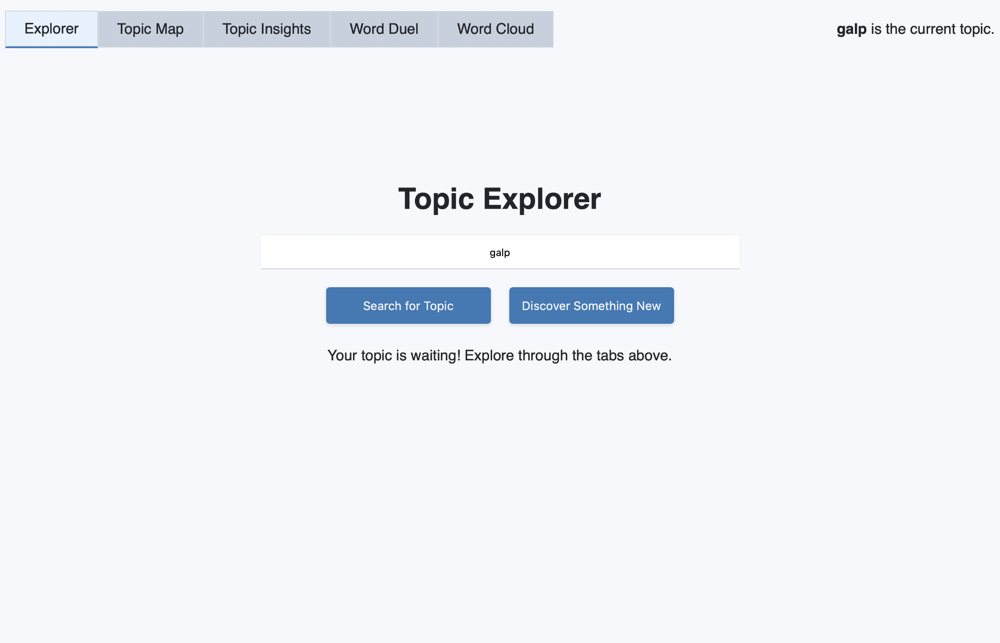 Explorer Topic Map Topic Insights Word Duel Word Cloud galp is the current topic.
Topic Explorer
galp
Search for Topic Discover Something New
Your topic is waiting! Explore through the tabs above.